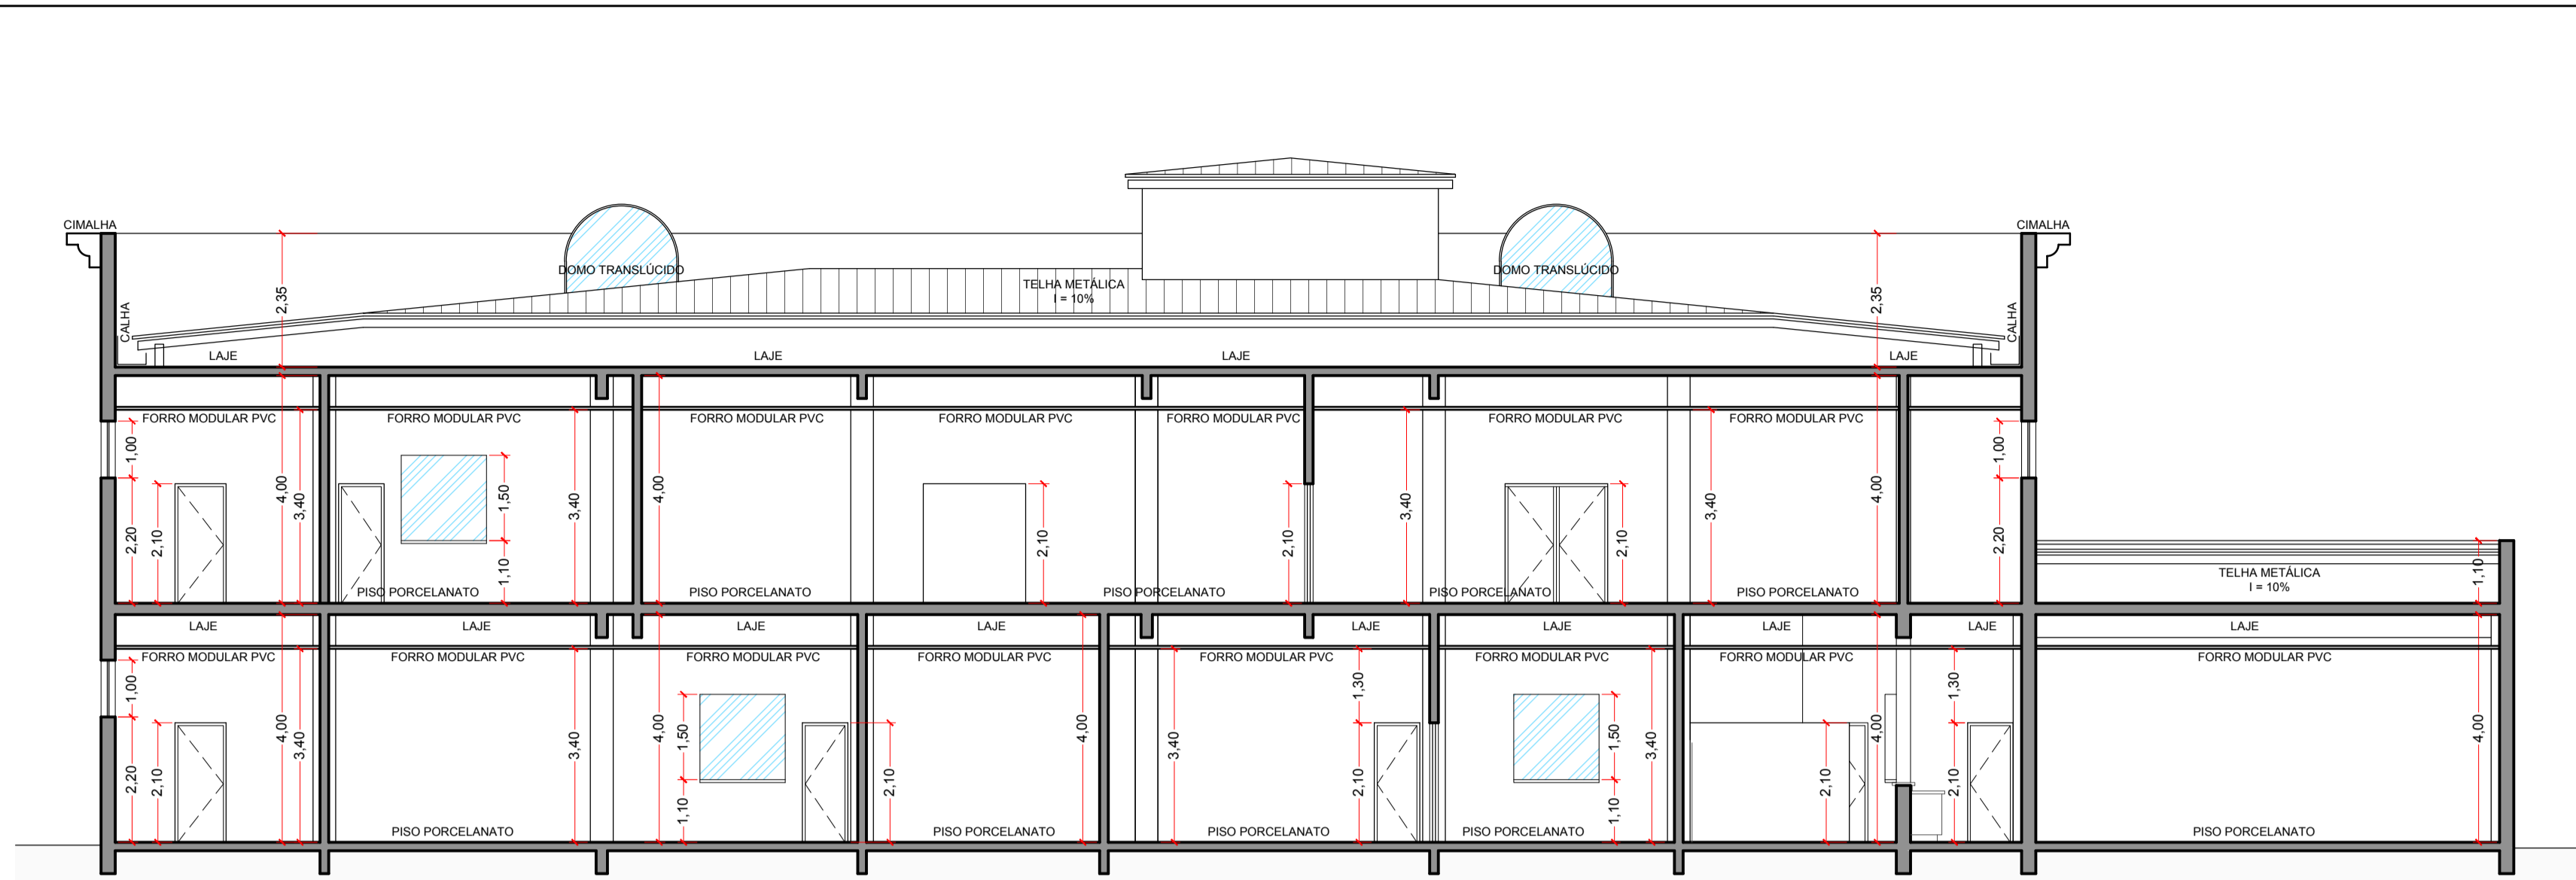 CIMALHA
CIMALHA
DOMO TRANSLÚCIDO
DOMO TRANSLÚCIDO
TELHA METÁLICA
I = 10%
2,35
2,35
CALHA
CALHA
LAJE
LAJE
LAJE
LAJE
FORRO MODULAR PVC
FORRO MODULAR PVC
FORRO MODULAR PVC
FORRO MODULAR PVC
FORRO MODULAR PVC
FORRO MODULAR PVC
FORRO MODULAR PVC
1,00
2,20
2,10
4,00
3,40
1,50
1,10
3,40
4,00
2,10
2,10
3,40
2,10
3,40
4,00
1,00
2,20
PISO PORCELANATO
PISO PORCELANATO
PISO PORCELANATO
PISO PORCELANATO
PISO PORCELANATO
TELHA METÁLICA
I = 10%
1,10
LAJE
LAJE
LAJE
LAJE
LAJE
LAJE
LAJE
LAJE
LAJE
FORRO MODULAR PVC
FORRO MODULAR PVC
FORRO MODULAR PVC
FORRO MODULAR PVC
FORRO MODULAR PVC
FORRO MODULAR PVC
FORRO MODULAR PVC
FORRO MODULAR PVC
1,00
2,20
2,10
4,00
3,40
3,40
4,00
1,50
1,10
2,10
4,00
3,40
1,30
2,10
1,50
1,10
3,40
2,10
4,00
1,30
2,10
4,00
PISO PORCELANATO
PISO PORCELANATO
PISO PORCELANATO
PISO PORCELANATO
PISO PORCELANATO